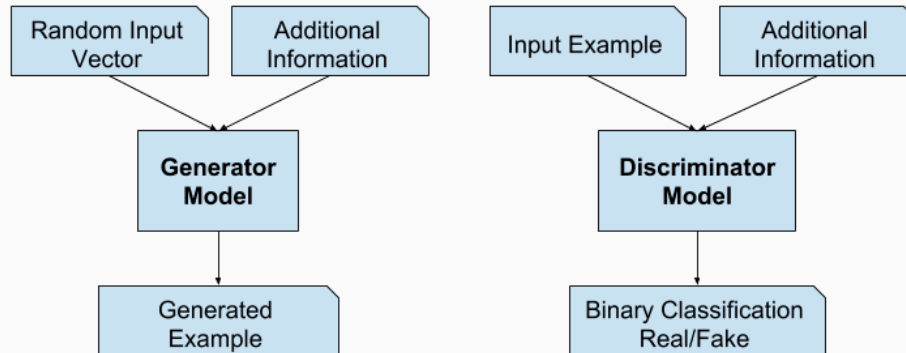 Random Input
Vector
Additional
Information
Input Example
Additional
Information
Generator
Model
Discriminator
Model
Generated
Example
Binary Classification
Real/Fake